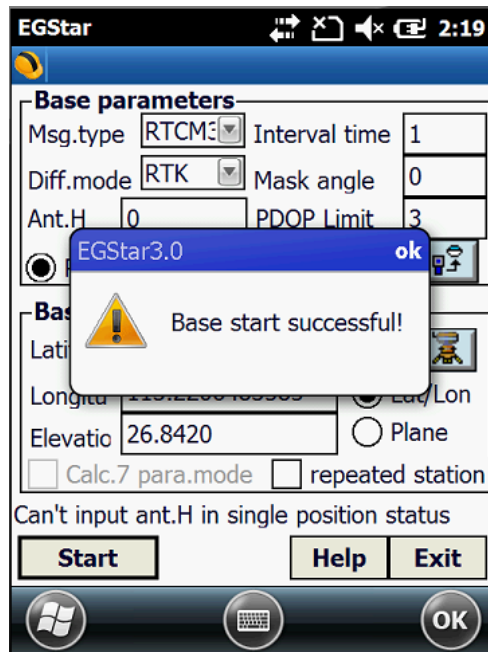 EGStar 2:19
Base parameters
Msg.type RTCM3 Interval time 1
Diff.mode RTK Mask angle 0
Ant.H 0 PDOP Limit 3
EGStar3.0 ok
Base start successful!
Lat/Lon
Elevatio 26.8420 Plane
Calc.7 para.mode repeated station
Can't input ant.H in single position status
Start Help Exit
OK